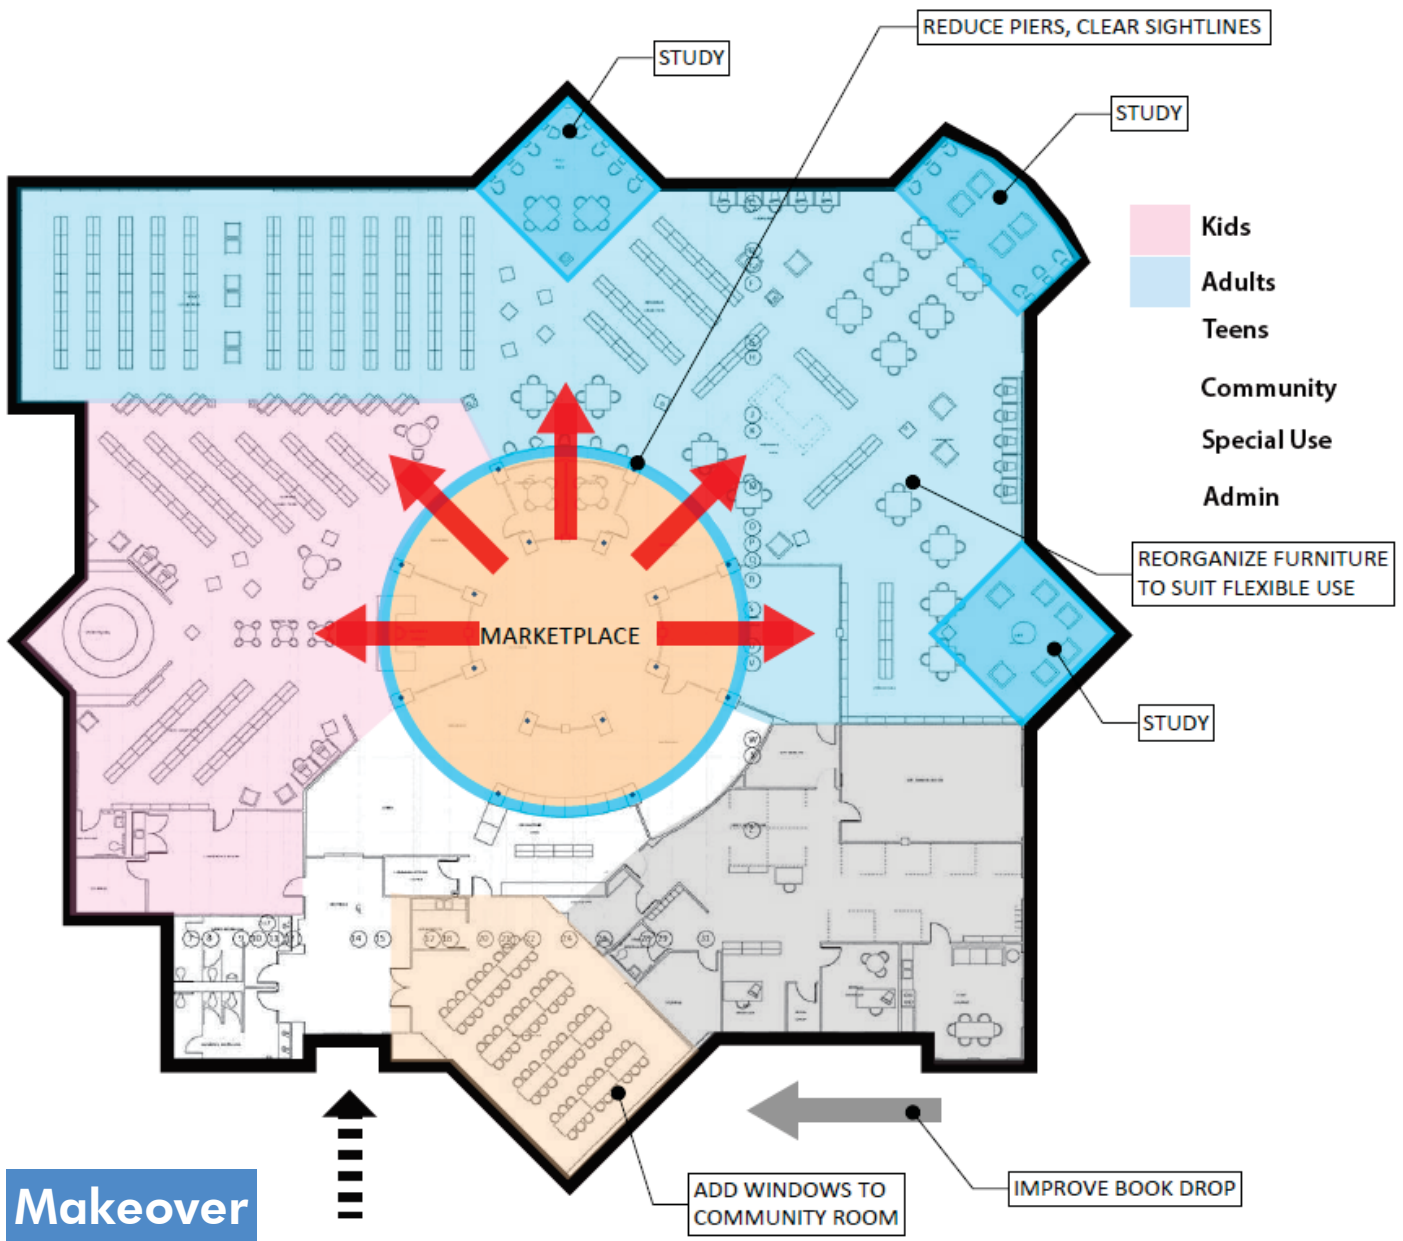 REDUCE PIERS, CLEAR SIGHTLINES
STUDY
STUDY
Kids
Adults
Teens
Community
Special Use
Admin
REORGANIZE FURNITURE
TO SUIT FLEXIBLE USE
MARKETPLACE
STUDY
ADD WINDOWS TO
COMMUNITY ROOM
IMPROVE BOOK DROP
Makeover